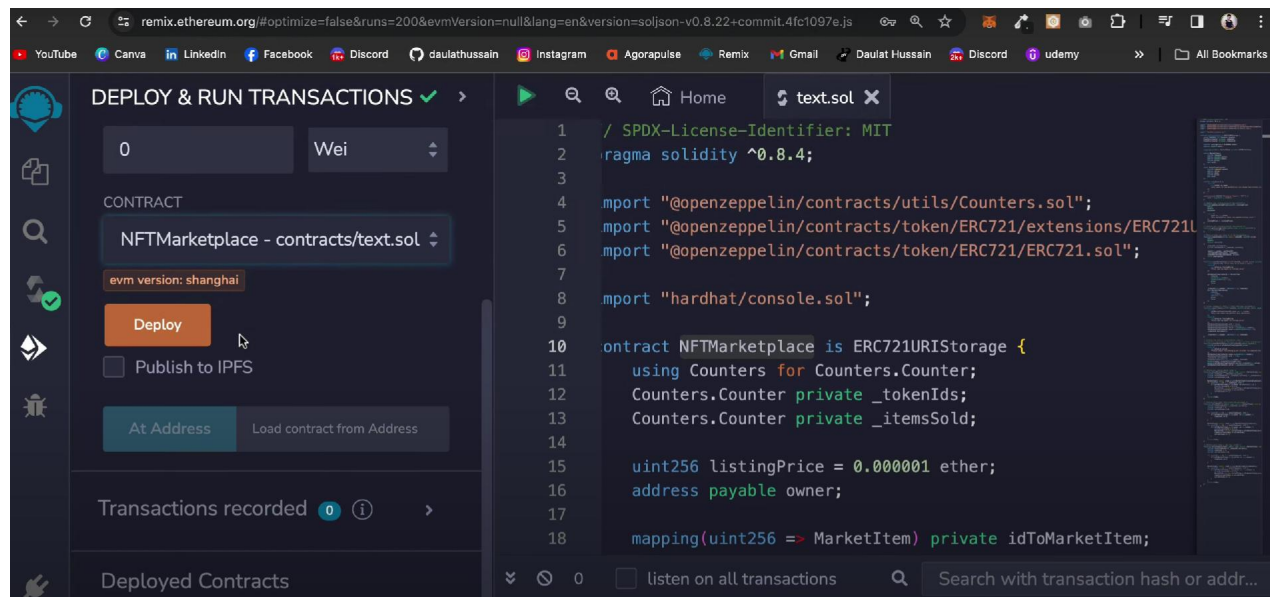 remix.ethereum.org/#optimize=false&runs=200&evmVersion=null&lang=en&version=soljson-v0.8.22+commit.4fc1097e.js
YouTube Canva LinkedIn Facebook Discord daulathussain Instagram Agorapulse Remix Gmail Daulat Hussain Discord udemy » All Bookmarks
DEPLOY & RUN TRANSACTIONS
0 Wei
CONTRACT
NFTMarketplace - contracts/text.sol
evm version: shanghai
Deploy
Publish to IPFS
At Address Load contract from Address
Transactions recorded 0 i
Deployed Contracts
Home text.sol
1 / SPDX-License-Identifier: MIT
2 ragma solidity ^0.8.4;
3
4 mport "@openzeppelin/contracts/utils/Counters.sol";
5 mport "@openzeppelin/contracts/token/ERC721/extensions/ERC721U
6 mport "@openzeppelin/contracts/token/ERC721/ERC721.sol";
7
8 mport "hardhat/console.sol";
9
10 ontract NFTMarketplace is ERC721URIStorage {
11 using Counters for Counters.Counter;
12 Counters.Counter private _tokenIds;
13 Counters.Counter private _itemsSold;
14
15 uint256 listingPrice = 0.000001 ether;
16 address payable owner;
17
18 mapping(uint256 => MarketItem) private idToMarketItem;
0 listen on all transactions Search with transaction hash or addr...